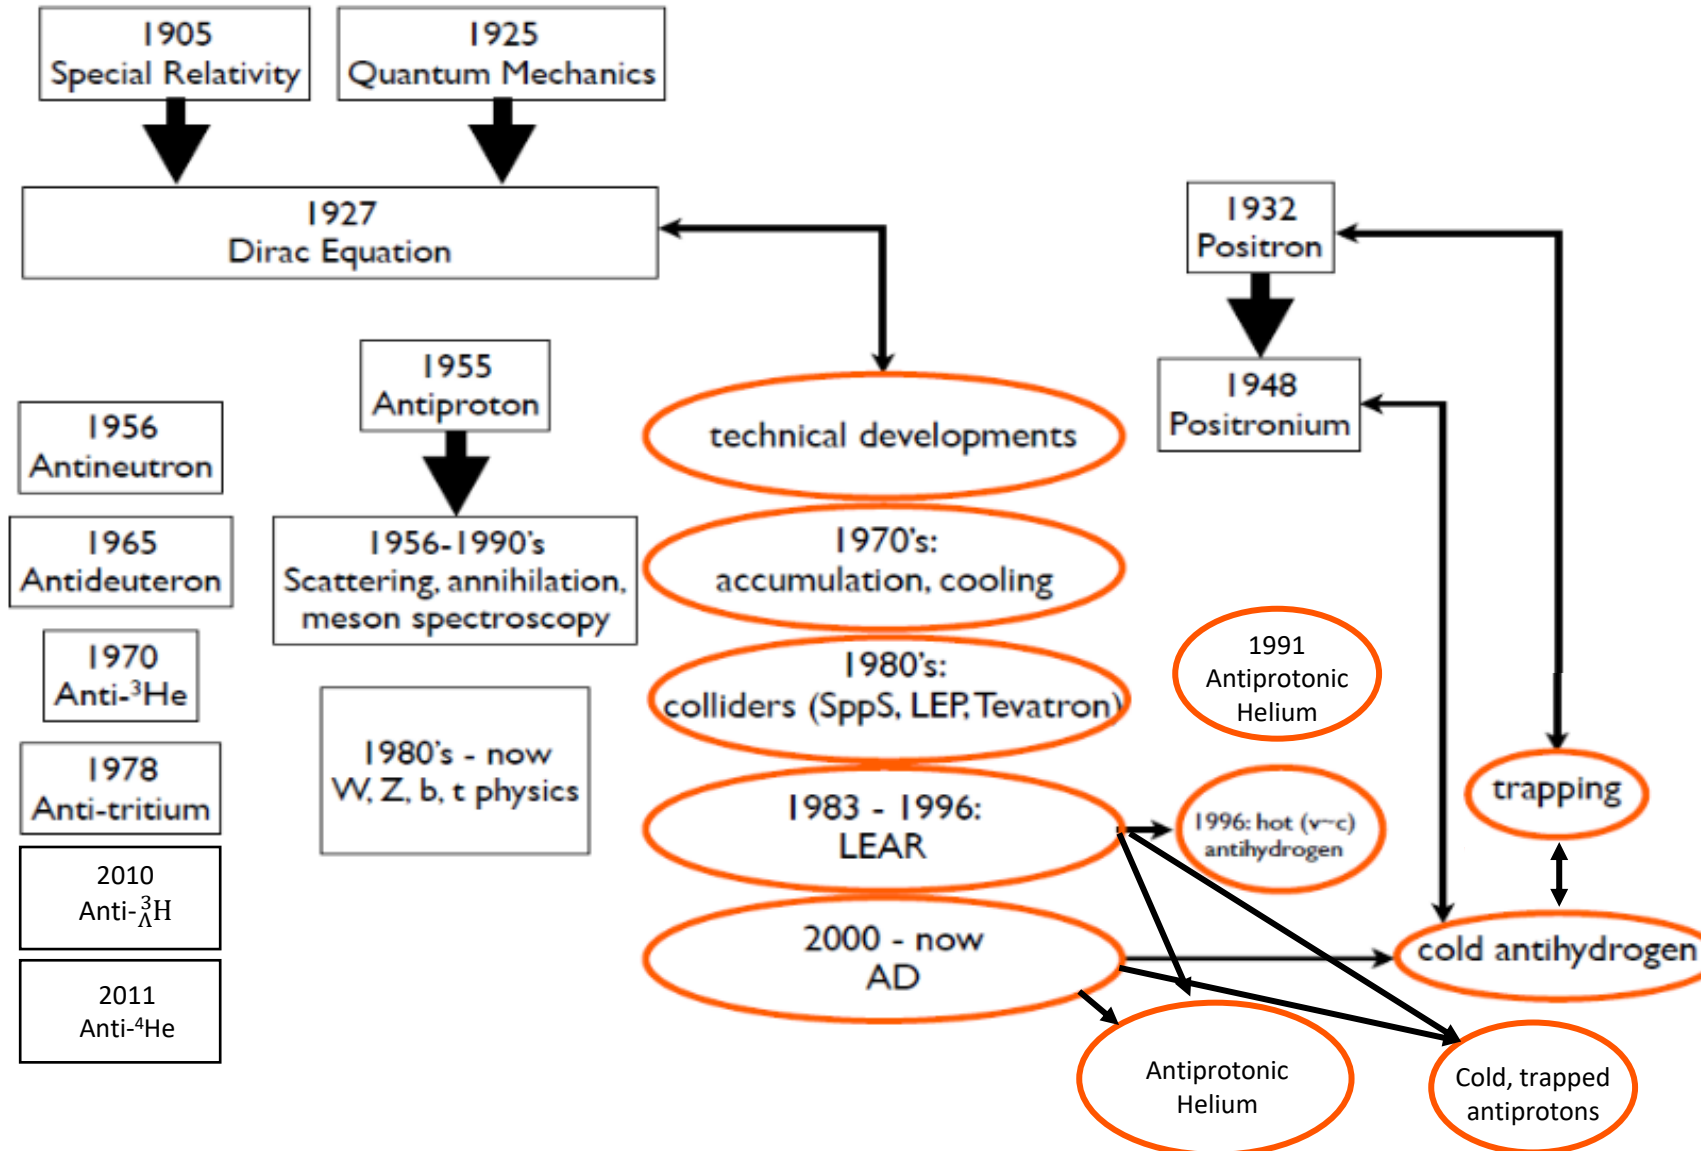 1905
Special Relativity
1925
Quantum Mechanics
1927
Dirac Equation
1932
Positron
1948
Positronium
1955
Antiproton
1956
Antineutron
1965
Antideuteron
1970
Anti-³He
1978
Anti-tritium
2010
Anti-³ΛH
2011
Anti-⁴He
1956-1990's
Scattering, annihilation,
meson spectroscopy
1980's - now
W, Z, b, t physics
technical developments
1970's:
accumulation, cooling
1980's:
colliders (SppS, LEP, Tevatron)
1983 - 1996:
LEAR
2000 - now
AD
1991
Antiprotonic
Helium
1996: hot (v~c)
antihydrogen
trapping
cold antihydrogen
Antiprotonic
Helium
Cold, trapped
antiprotons